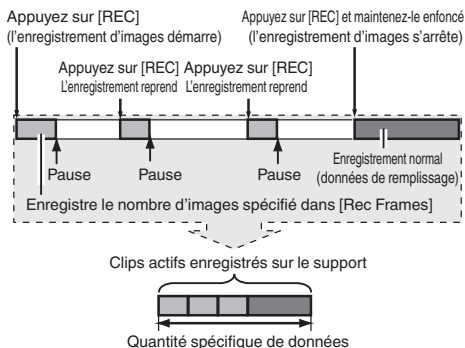 Appuyez sur [REC]
(l’enregistrement d’images démarre)
Appuyez sur [REC] et maintenez-le enfoncé
(l’enregistrement d’images s’arrête)
Appuyez sur [REC]
L’enregistrement reprend
Appuyez sur [REC]
L’enregistrement reprend
Pause
Pause
Pause
Enregistrement normal
(données de remplissage)
Enregistre le nombre d’images spécifié dans [Rec Frames]
Clips actifs enregistrés sur le support
Quantité spécifique de données